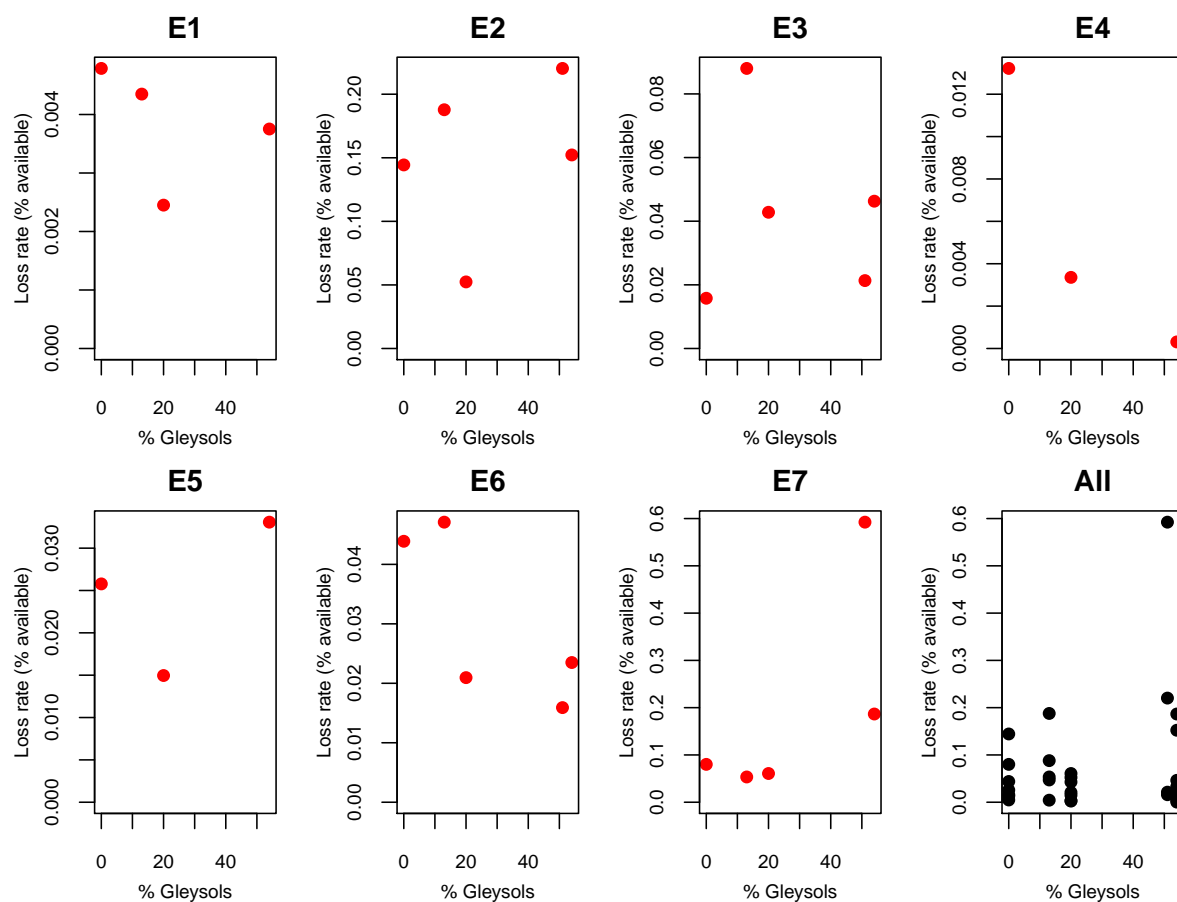 E1
Loss rate (% available)
0.000 0.002 0.004
0 20 40
% Gleysols
E2
Loss rate (% available)
0.00 0.05 0.10 0.15 0.20
0 20 40
% Gleysols
E3
Loss rate (% available)
0.00 0.02 0.04 0.06 0.08
0 20 40
% Gleysols
E4
Loss rate (% available)
0.000 0.004 0.008 0.012
0 20 40
% Gleysols
E5
Loss rate (% available)
0.000 0.010 0.020 0.030
0 20 40
% Gleysols
E6
Loss rate (% available)
0.00 0.01 0.02 0.03 0.04
0 20 40
% Gleysols
E7
Loss rate (% available)
0.0 0.1 0.2 0.3 0.4 0.5 0.6
0 20 40
% Gleysols
All
Loss rate (% available)
0.0 0.1 0.2 0.3 0.4 0.5 0.6
0 20 40
% Gleysols